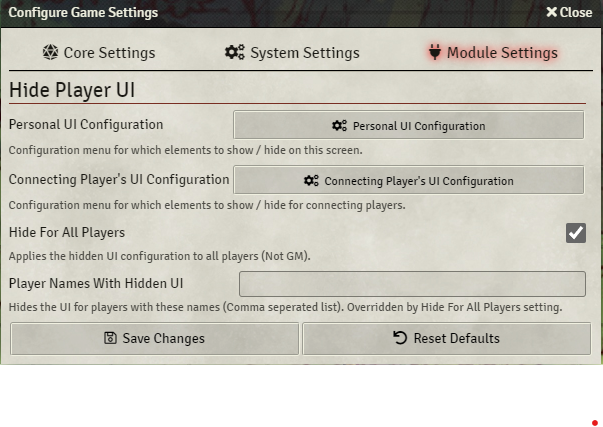 Configure Game Settings
Close
Core Settings
System Settings
Module Settings
Hide Player UI
Personal UI Configuration
Personal UI Configuration
Configuration menu for which elements to show / hide on this screen.
Connecting Player's UI Configuration
Connecting Player's UI Configuration
Configuration menu for which elements to show / hide for connecting players.
Hide For All Players
Applies the hidden UI configuration to all players (Not GM).
Player Names With Hidden UI
Hides the UI for players with these names (Comma seperated list). Overridden by Hide For All Players setting.
Save Changes
Reset Defaults